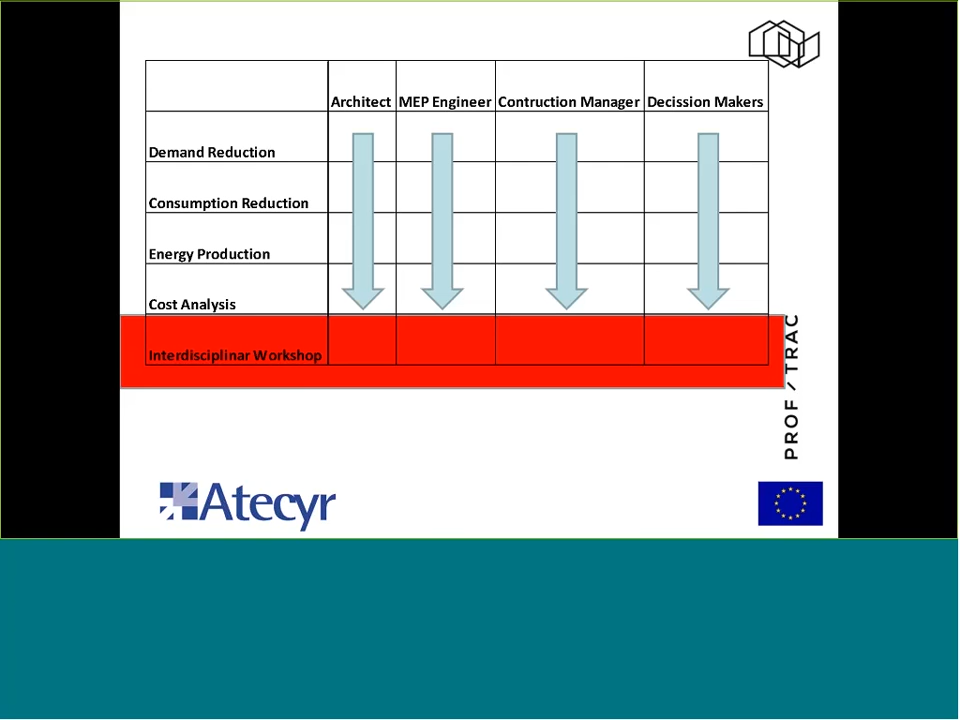 Architect MEP Engineer Contruction Manager Decission Makers
Demand Reduction
Consumption Reduction
Energy Production
Cost Analysis
Interdisciplinar Workshop
PROF / TRAC
Atecyr